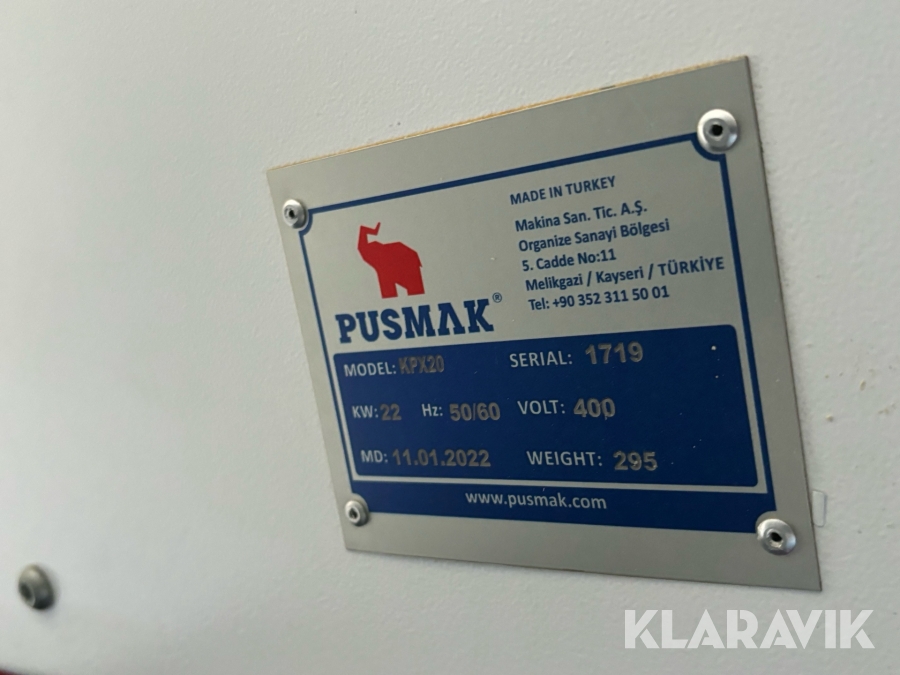 MADE IN TURKEY
Makina San. Tic. A.Ş.
Organize Sanayi Bölgesi
5. Cadde No:11
Melikgazi / Kayseri / TÜRKİYE
Tel: +90 352 311 50 01
PUSMAK®
MODEL: KPX20 SERIAL: 1719
KW: 22 Hz: 50/60 VOLT: 400
MD: 11.01.2022 WEIGHT: 295
www.pusmak.com
KLARAVIK